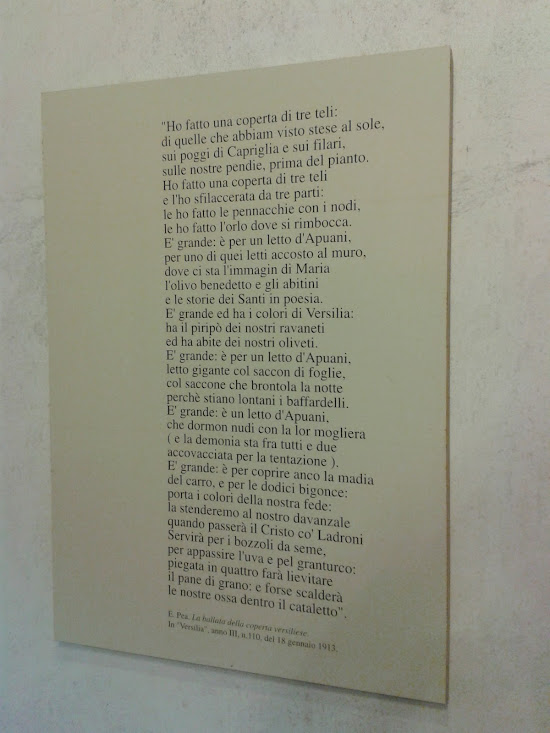 "Ho fatto una coperta di tre teli:
di quelle che abbiam visto stese al sole,
sui poggi di Capriglia e sui filari,
sulle nostre pendie, prima del pianto.
Ho fatto una coperta di tre teli
e l'ho sfilaccerata da tre parti:
le ho fatto le pennacchie con i nodi,
le ho fatto l'orlo dove si rimbocca.
E' grande: è per un letto d'Apuani,
per uno di quei letti accosto al muro,
dove ci sta l'immagin di Maria
l'olivo benedetto e gli abitini
e le storie dei Santi in poesia.
E' grande ed ha i colori di Versilia:
ha il piripò dei nostri ravaneti
ed ha abite dei nostri oliveti.
E' grande: è per un letto d'Apuani,
letto gigante col saccon di foglie,
col saccone che brontola la notte
perchè stiano lontani i baffardelli.
E' grande: è un letto d'Apuani,
che dormon nudi con la lor mogliera
( e la demonia sta fra tutti e due
accovacciata per la tentazione ).
E' grande: è per coprire anco la madia
del carro, e per le dodici bigonce:
porta i colori della nostra fede:
la stenderemo al nostro davanzale
quando passerà il Cristo co' Ladroni
Servirà per i bozzoli da seme,
per appassire l'uva e pel granturco:
piegata in quattro farà lievitare
il pane di grano: e forse scalderà
le nostre ossa dentro il cataletto".
E. Pea, La ballata della coperta versiliese.
In "Versilia", anno III, n.110, del 18 gennaio 1913.